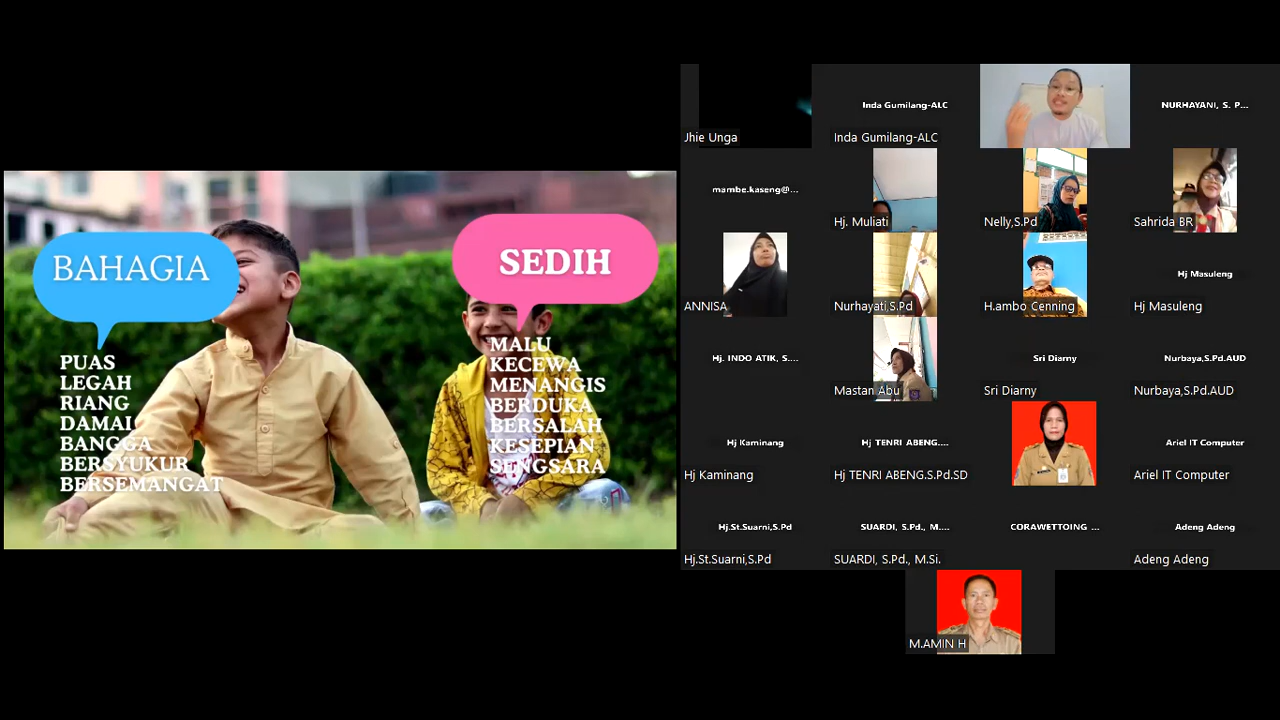 BAHAGIA
PUAS
LEGAH
RIANG
DAMAI
BANGGA
BERSYUKUR
BERSEMANGAT
SEDIH
MALU
KECEWA
MENANGIS
BERDUKA
BERSALAH
KESEPIAN
SENGSARA
Jhie Unga
Inda Gumilang-ALC
Inda Gumilang-ALC
NURHAYANI, S. P...
mambe.kaseng@...
Hj. Muliati
Nelly,S.Pd
Sahrida BR
ANNISA
Nurhayati,S.Pd
H.ambo Cenning
Hj Masuleng
Hj Masuleng
Hj. INDO ATIK, S....
Mastan Abu
Sri Diarny
Sri Diarny
Nurbaya,S.Pd.AUD
Nurbaya,S.Pd.AUD
Hj Kaminang
Hj Kaminang
Hj TENRI ABENG....
Hj TENRI ABENG.S.Pd.SD
Ariel IT Computer
Ariel IT Computer
Hj.St.Suarni,S.Pd
Hj.St.Suarni,S.Pd
SUARDI, S.Pd., M....
SUARDI, S.Pd., M.Si.
CORAWETTOING ...
Adeng Adeng
Adeng Adeng
M.AMIN H